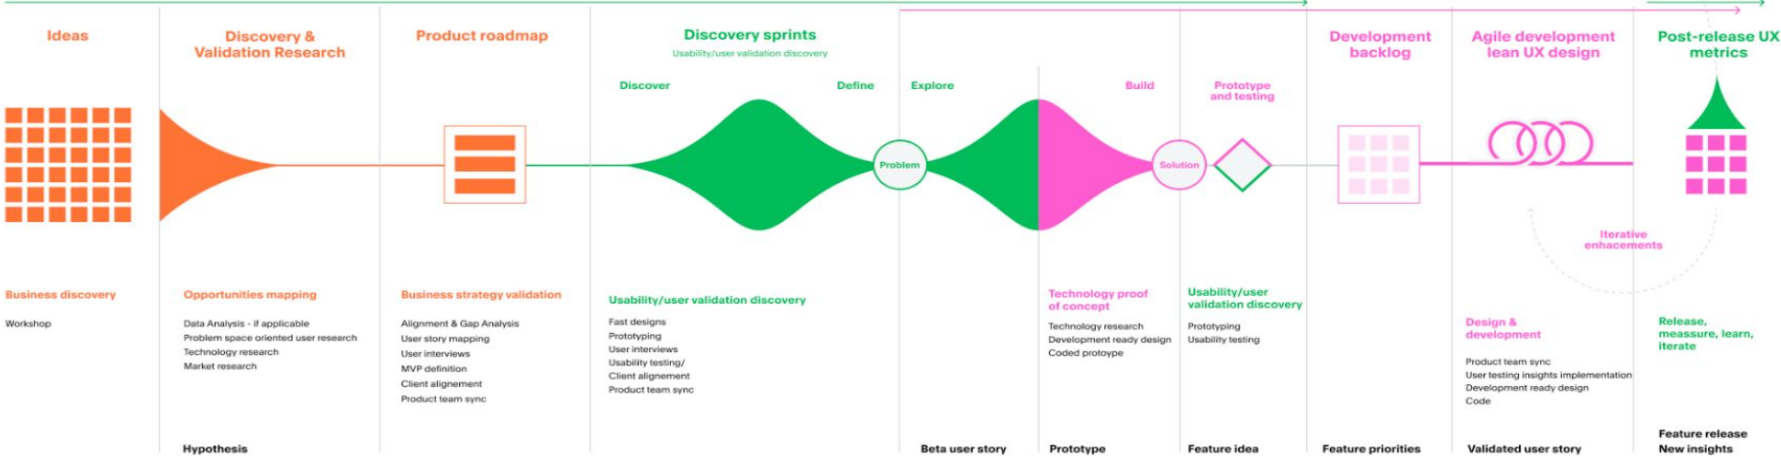 Ideas
Discovery &
Validation Research
Product roadmap
Discovery sprints
Usability/user validation discovery
Development
backlog
Agile development
lean UX design
Post-release UX
metrics
Discover
Define
Explore
Build
Prototype
and testing
Problem
Solution
Iterative
enhacements
Business discovery
Workshop
Opportunities mapping
Data Analysis - if applicable
Problem space oriented user research
Technology research
Market research
Business strategy validation
Alignment & Gap Analysis
User story mapping
User interviews
MVP definition
Client alignement
Product team sync
Usability/user validation discovery
Fast designs
Prototyping
User interviews
Usability testing/
Client alignement
Product team sync
Technology proof
of concept
Technology research
Development ready design
Coded protoype
Usability/user
validation discovery
Prototyping
Usability testing
Design &
development
Product team sync
User testing insights implementation
Development ready design
Code
Release,
meassure, learn,
iterate
Hypothesis
Beta user story
Prototype
Feature idea
Feature priorities
Validated user story
Feature release
New insights